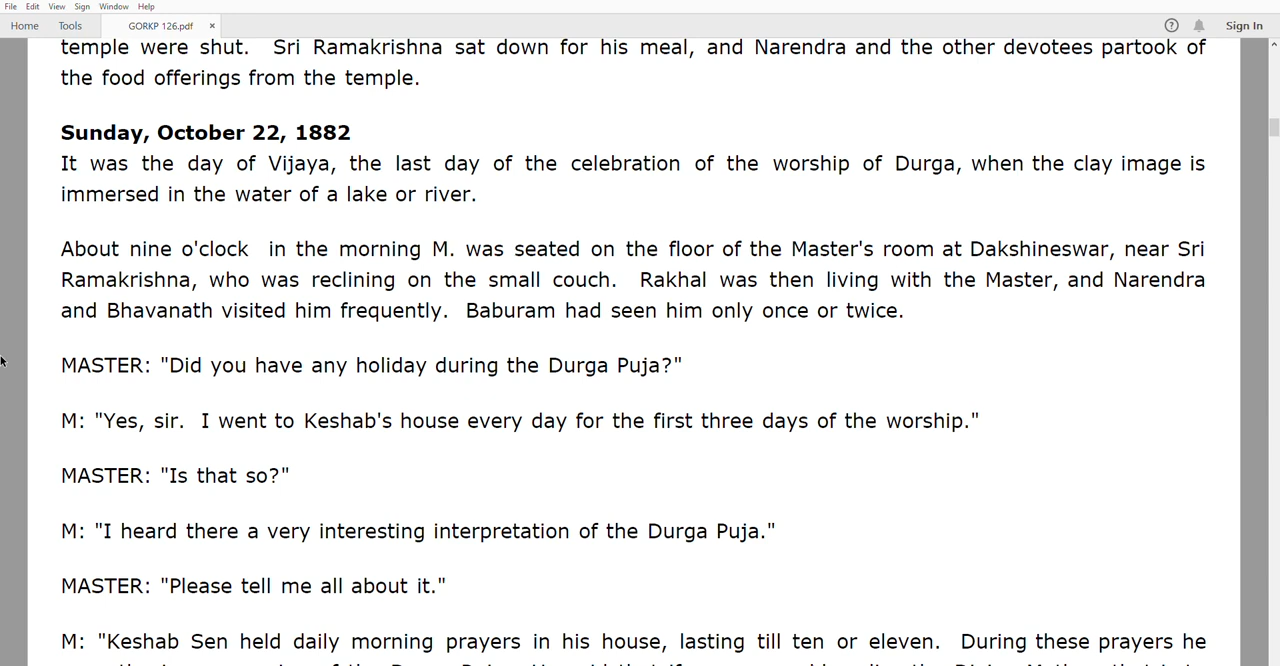 File Edit View Sign Window Help
Home Tools GORKP 126.pdf × ? Sign In
temple were shut. Sri Ramakrishna sat down for his meal, and Narendra and the other devotees partook of
the food offerings from the temple.
Sunday, October 22, 1882
It was the day of Vijaya, the last day of the celebration of the worship of Durga, when the clay image is
immersed in the water of a lake or river.
About nine o'clock in the morning M. was seated on the floor of the Master's room at Dakshineswar, near Sri
Ramakrishna, who was reclining on the small couch. Rakhal was then living with the Master, and Narendra
and Bhavanath visited him frequently. Baburam had seen him only once or twice.
MASTER: "Did you have any holiday during the Durga Puja?"
M: "Yes, sir. I went to Keshab's house every day for the first three days of the worship."
MASTER: "Is that so?"
M: "I heard there a very interesting interpretation of the Durga Puja."
MASTER: "Please tell me all about it."
M: "Keshab Sen held daily morning prayers in his house, lasting till ten or eleven. During these prayers he